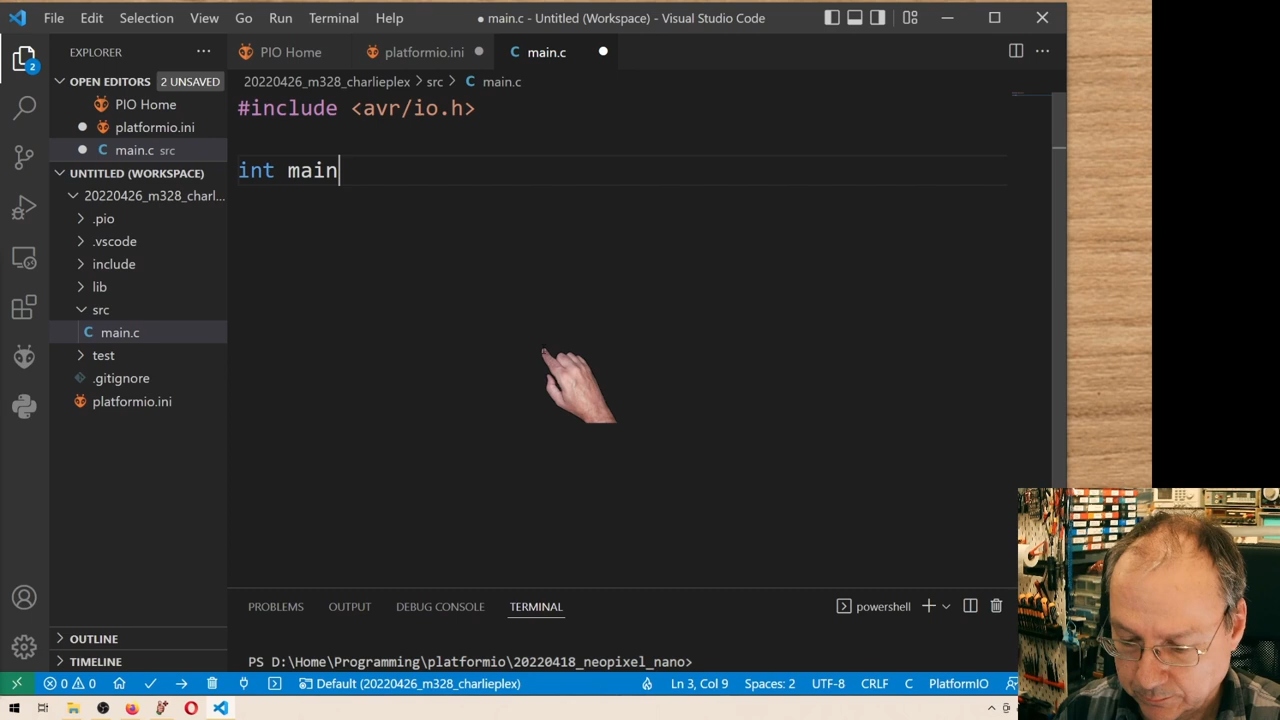 File Edit Selection View Go Run Terminal Help
● main.c - Untitled (Workspace) - Visual Studio Code
EXPLORER
PIO Home
platformio.ini
main.c
2
OPEN EDITORS 2 UNSAVED
PIO Home
platformio.ini
main.c src
UNTITLED (WORKSPACE)
20220426_m328_charl...
.pio
.vscode
include
lib
src
main.c
test
.gitignore
platformio.ini
OUTLINE
TIMELINE
20220426_m328_charlieplex > src > main.c
#include <avr/io.h>
int main
PROBLEMS OUTPUT DEBUG CONSOLE TERMINAL
powershell
PS D:\Home\Programming\platformio\20220418_neopixel_nano>
0 0 Default (20220426_m328_charlieplex)
Ln 3, Col 9 Spaces: 2 UTF-8 CRLF C PlatformIO